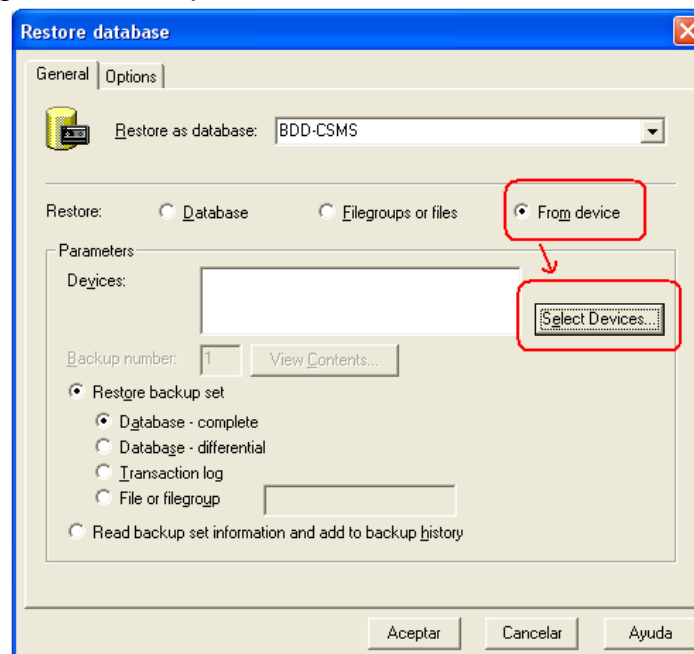 Restore database
General Options
Restore as database: BDD-CSMS
Restore: Database Filegroups or files From device
Parameters
Devices:
Select Devices...
Backup number: 1 View Contents...
Restore backup set
Database - complete
Database - differential
Transaction log
File or filegroup
Read backup set information and add to backup history
Aceptar Cancelar Ayuda